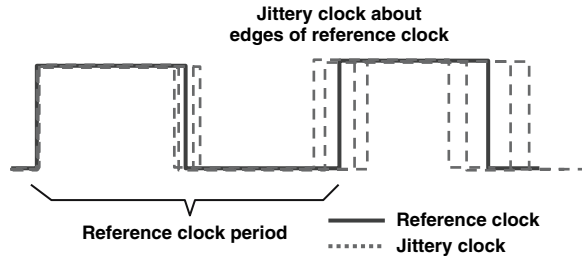 Jittery clock about
edges of reference clock
Reference clock period
Reference clock
Jittery clock